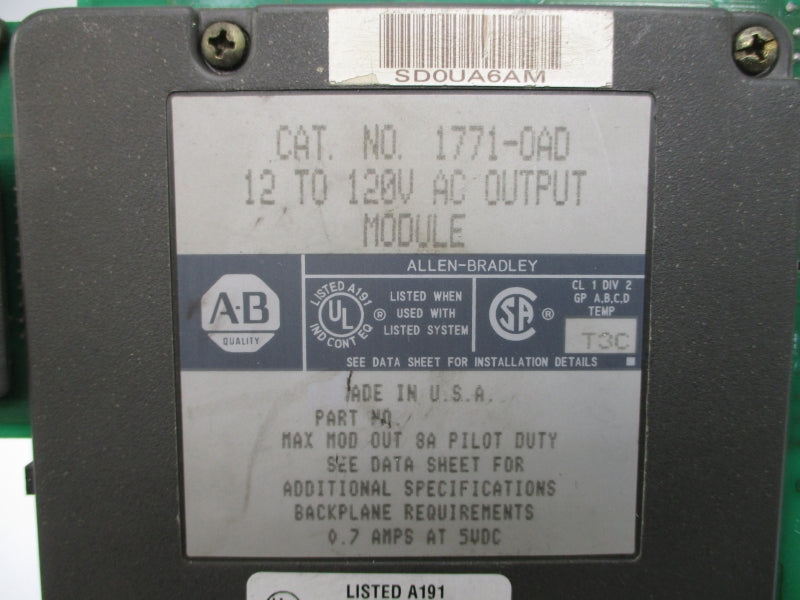 SD0UA6AM
CAT. NO. 1771-OAD
12 TO 120V AC OUTPUT
MODULE
ALLEN-BRADLEY
A-B
QUALITY
LISTED A191
UL
®
IND CONT EQ
LISTED WHEN
USED WITH
LISTED SYSTEM
SA
®
CL 1 DIV 2
GP A,B,C,D
TEMP
T3C
SEE DATA SHEET FOR INSTALLATION DETAILS
ADE IN U.S.A.
PART NO.
MAX MOD OUT 8A PILOT DUTY
SEE DATA SHEET FOR
ADDITIONAL SPECIFICATIONS
BACKPLANE REQUIREMENTS
0.7 AMPS AT 5VDC
LISTED A191